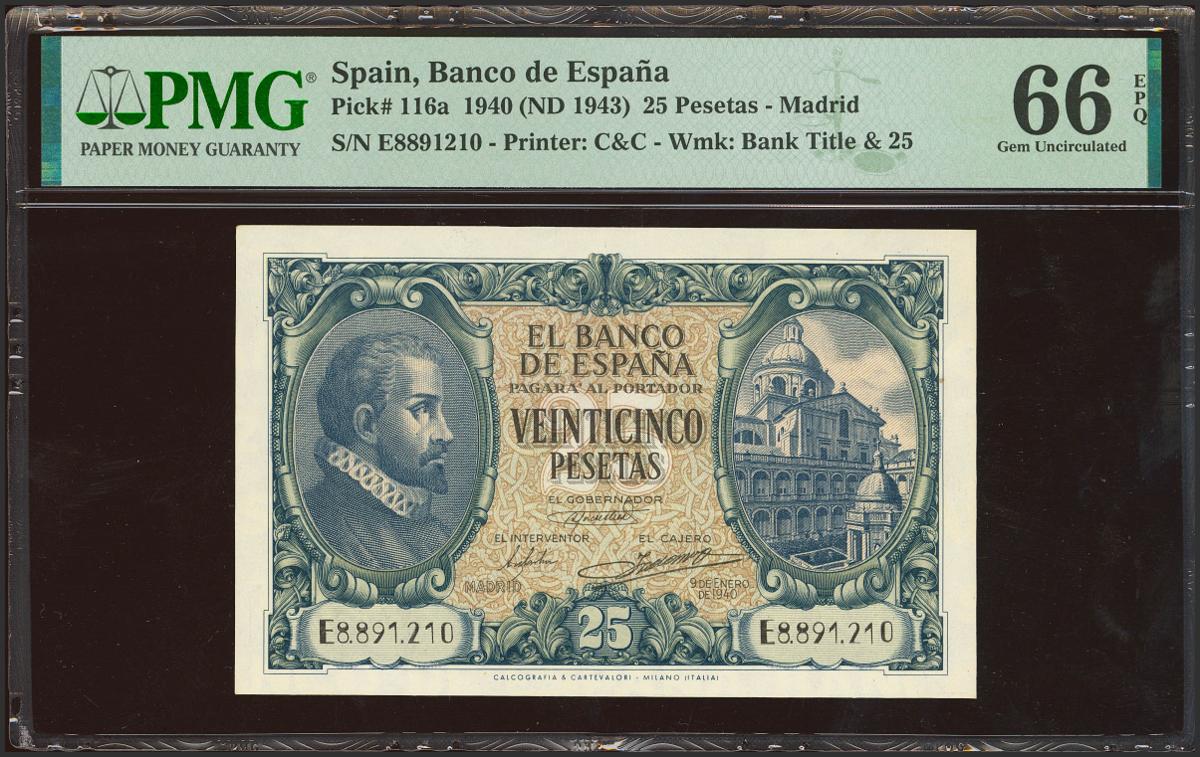 PMG®
PAPER MONEY GUARANTY
Spain, Banco de España
Pick# 116a 1940 (ND 1943) 25 Pesetas - Madrid
S/N E8891210 - Printer: C&C - Wmk: Bank Title & 25
66
EPQ
Gem Uncirculated
EL BANCO
DE ESPAÑA
PAGARÁ AL PORTADOR
25
VEINTICINCO
PESETAS
EL GOBERNADOR
EL INTERVENTOR
EL CAJERO
MADRID
9 DE ENERO
DE 1940
E8.891.210
25
E8.891.210
CALCOGRAFIA & CARTEVALORI - MILANO (ITALIA)